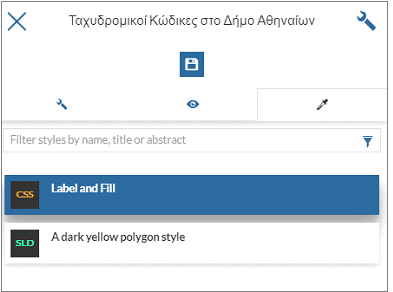 Ταχυδρομικοί Κώδικες στο Δήμο Αθηναίων
Filter styles by name, title or abstract
CSS Label and Fill
SLD A dark yellow polygon style